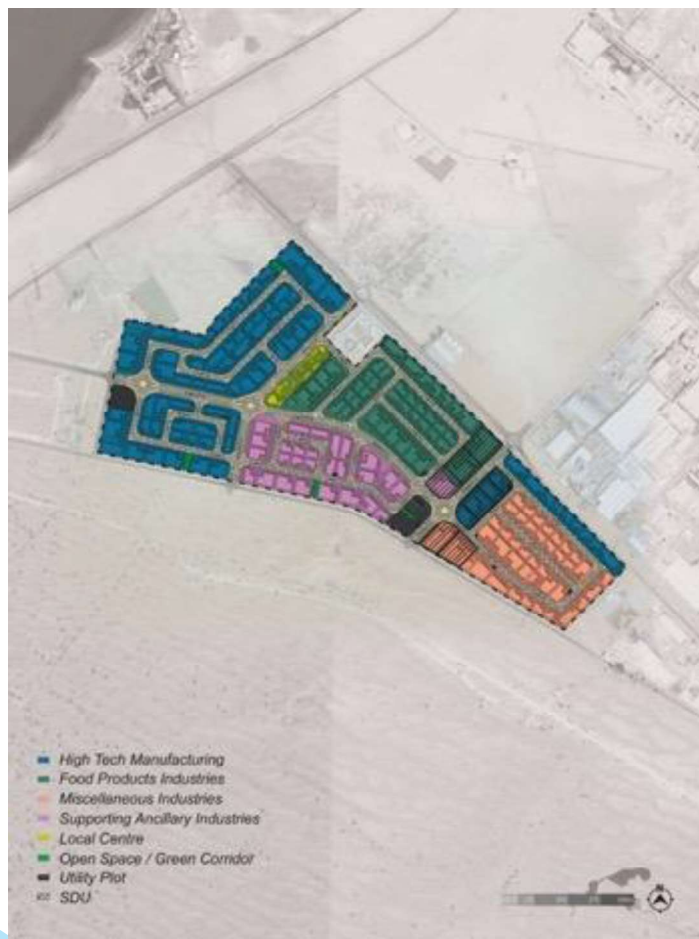 High Tech Manufacturing
Food Products Industries
Miscellaneous Industries
Supporting Ancillary Industries
Local Centre
Open Space / Green Corridor
Utility Plot
SDU